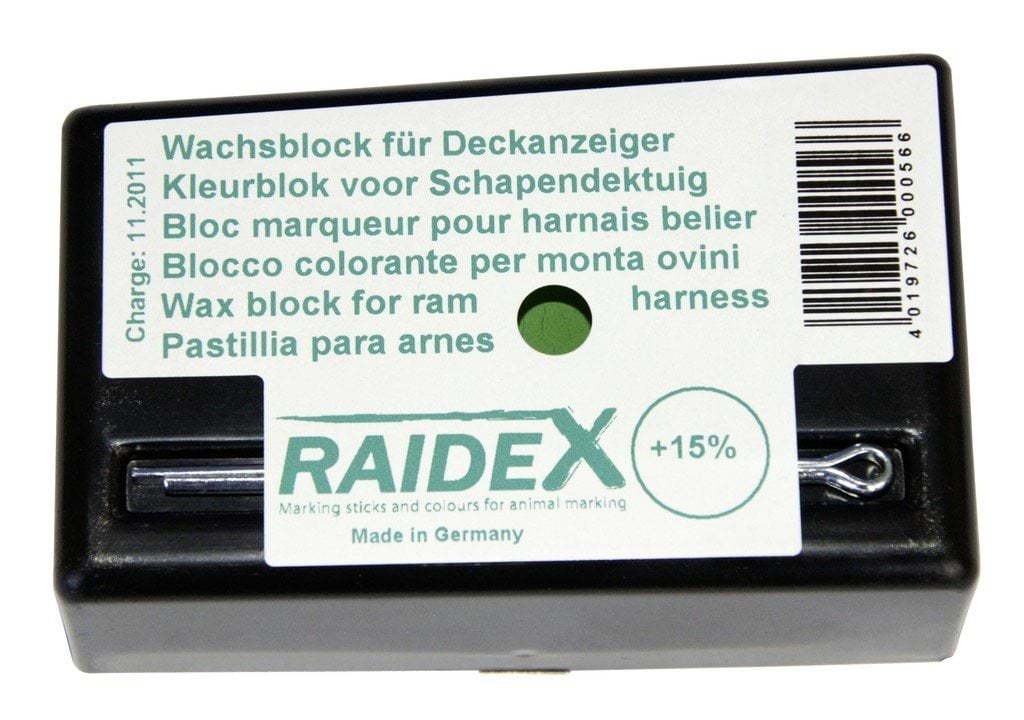 Wachsblock für Deckanzeiger
Kleurblok voor Schapendektuig
Bloc marqueur pour harnais belier
Blocco colorante per monta ovini
Wax block for ram harness
Pastillia para arnes
Charge: 11.2011
4 019726 000566
RAIDEX
+15%
Marking sticks and colours for animal marking
Made in Germany